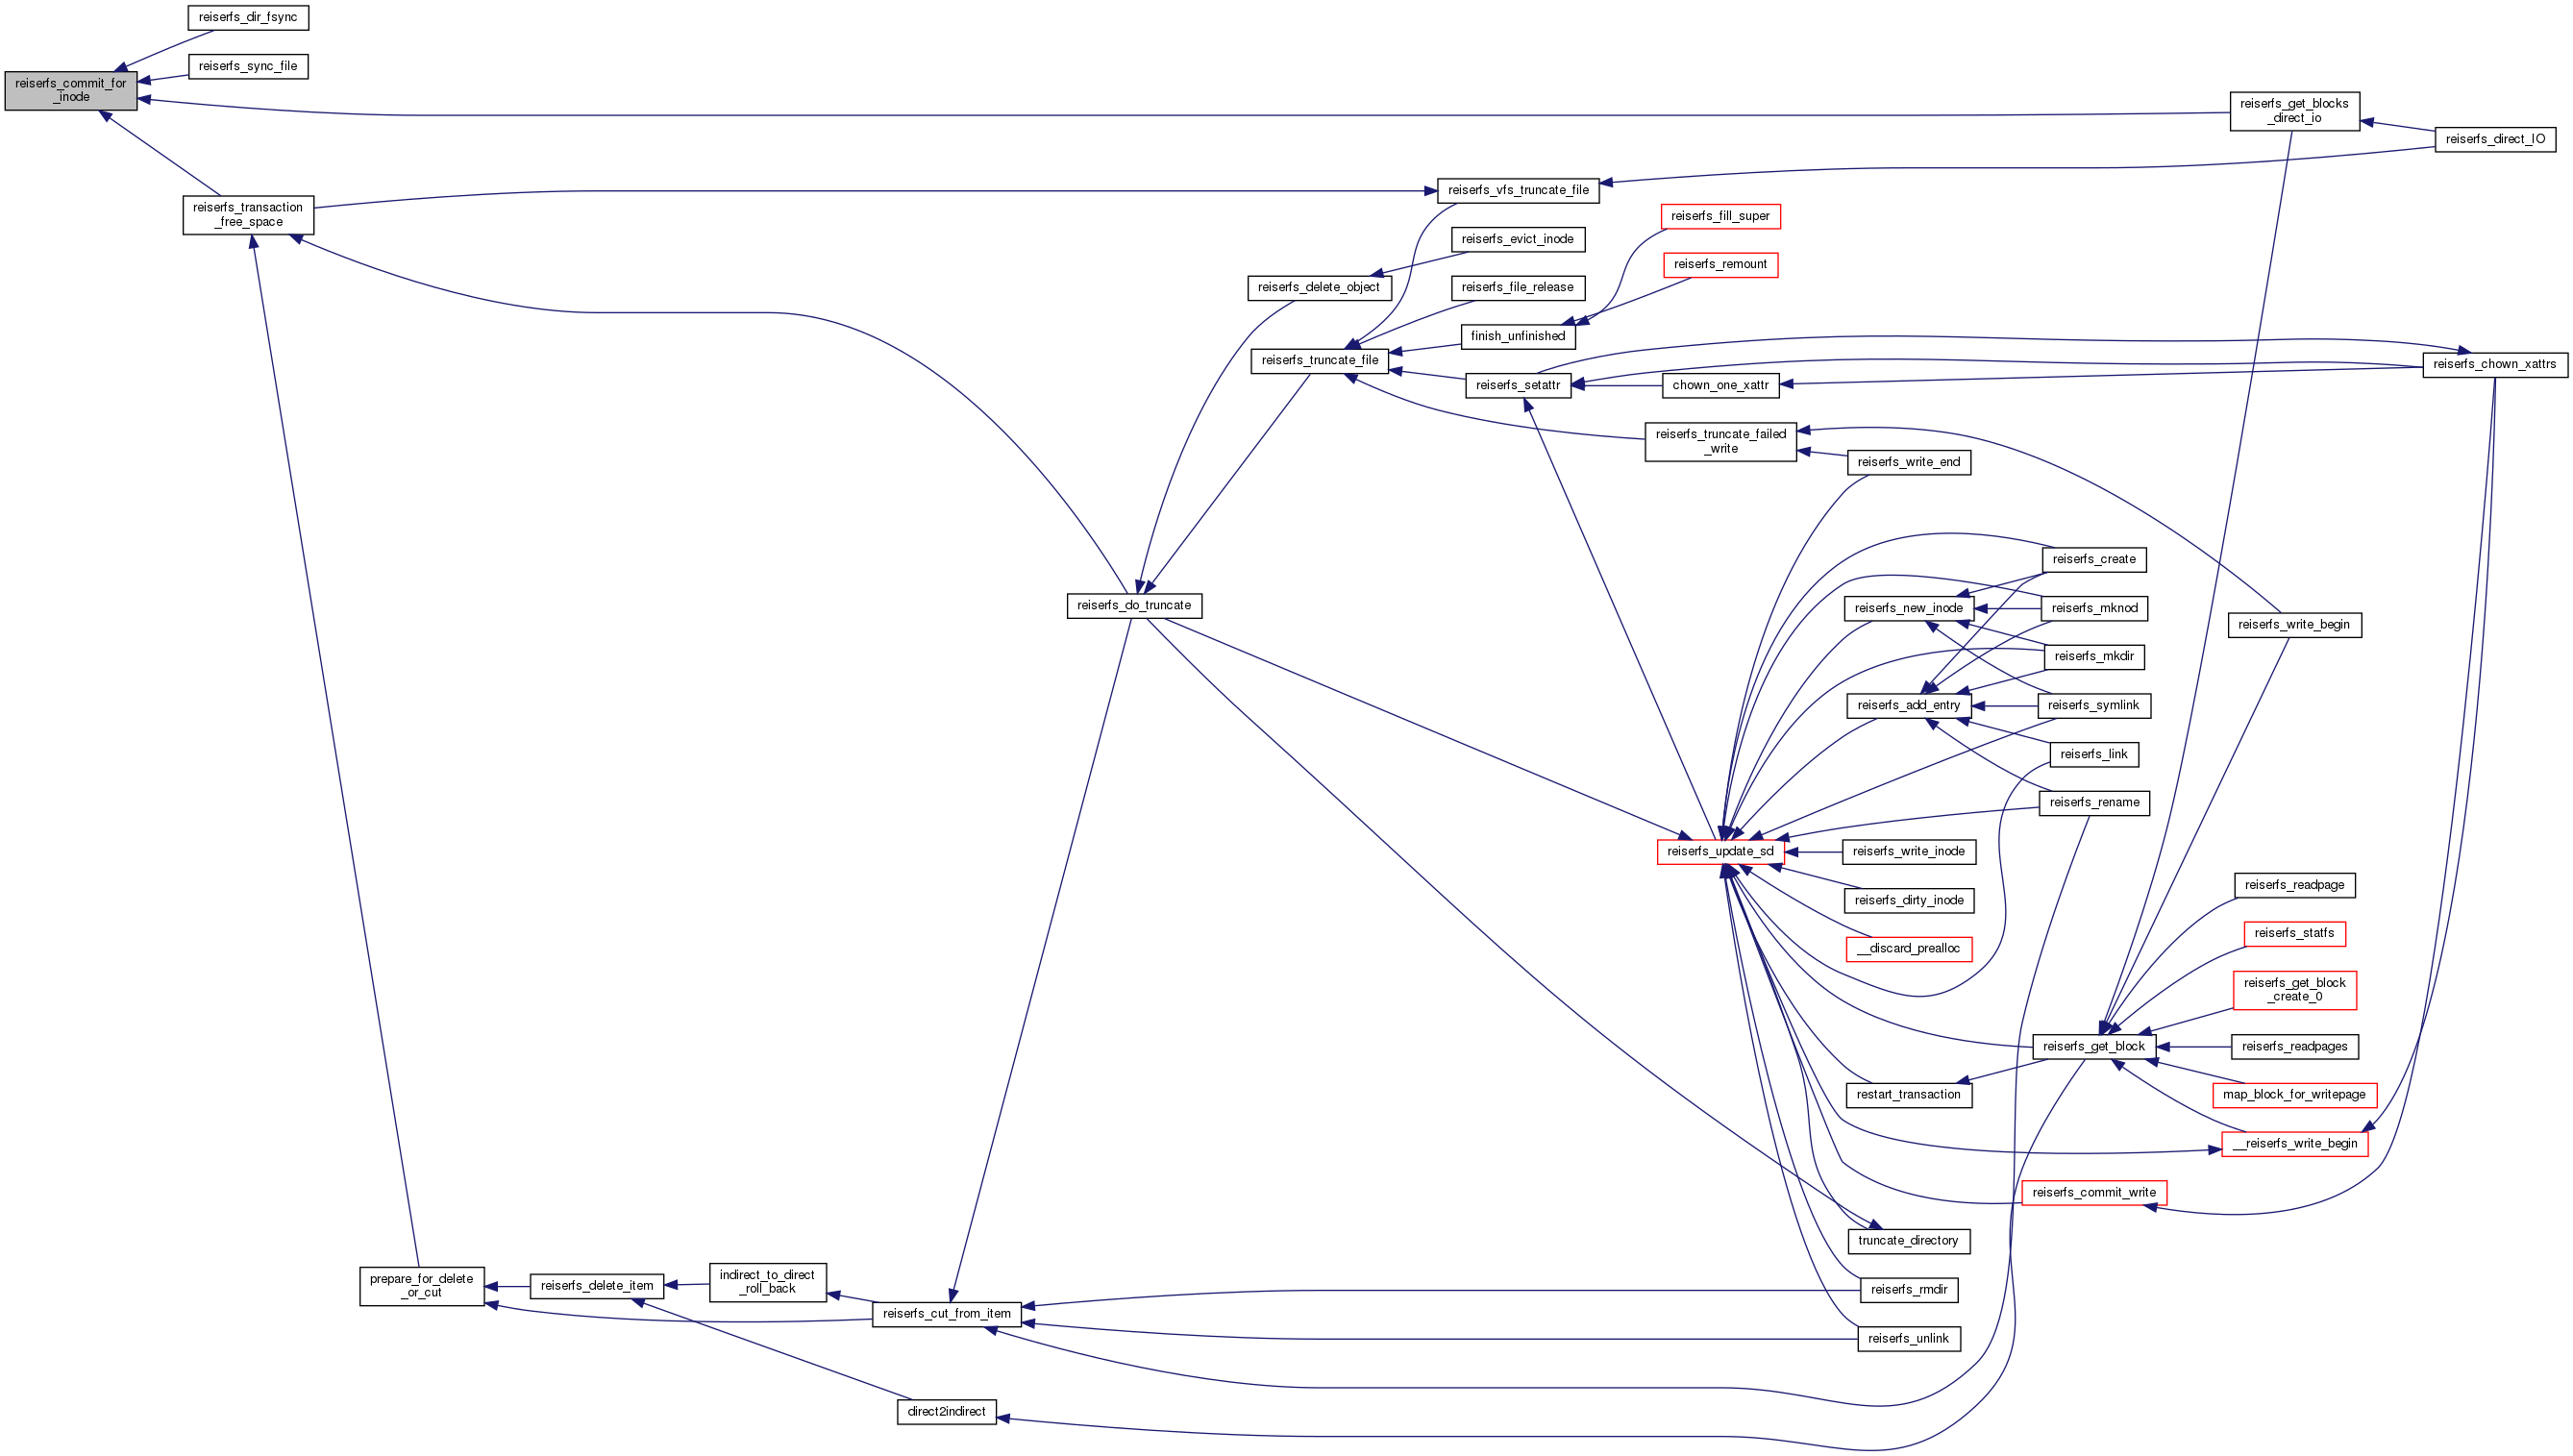 reiserfs_dir_fsync
reiserfs_sync_file
reiserfs_commit_for
_inode
reiserfs_get_blocks
_direct_io
reiserfs_direct_IO
reiserfs_vfs_truncate_file
reiserfs_transaction
_free_space
reiserfs_fill_super
reiserfs_evict_inode
reiserfs_remount
reiserfs_delete_object
reiserfs_file_release
finish_unfinished
reiserfs_truncate_file
reiserfs_chown_xattrs
reiserfs_setattr
chown_one_xattr
reiserfs_truncate_failed
_write
reiserfs_write_end
reiserfs_create
reiserfs_do_truncate
reiserfs_new_inode
reiserfs_mknod
reiserfs_write_begin
reiserfs_mkdir
reiserfs_add_entry
reiserfs_symlink
reiserfs_link
reiserfs_rename
reiserfs_update_sd
reiserfs_write_inode
reiserfs_dirty_inode
reiserfs_readpage
reiserfs_statfs
__discard_prealloc
reiserfs_get_block
_create_0
reiserfs_get_block
reiserfs_readpages
restart_transaction
map_block_for_writepage
__reiserfs_write_begin
reiserfs_commit_write
truncate_directory
prepare_for_delete
_or_cut
reiserfs_delete_item
indirect_to_direct
_roll_back
reiserfs_rmdir
reiserfs_cut_from_item
reiserfs_unlink
direct2indirect